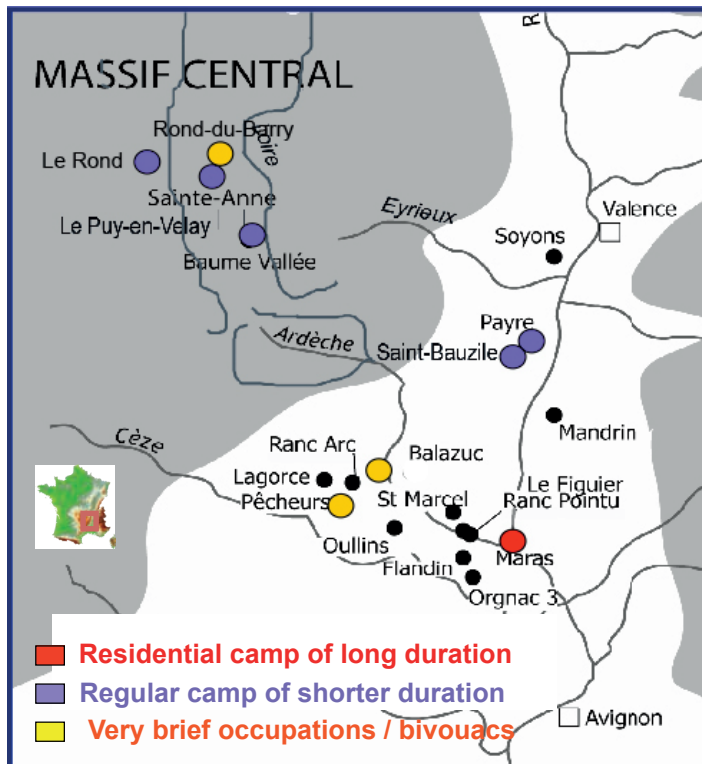 R
MASSIF CENTRAL
Rond-du-Barry
Loire
Le Rond
Sainte-Anne
Le Puy-en-Velay
Baume Vallée
Eyrieux
Valence
Soyons
Payre
Saint-Bauzile
Ardèche
Mandrin
Cèze
Ranc Arc
Balazuc
Lagorce
Pêcheurs
St Marcel
Le Figuier
Ranc Pointu
Oullins
Maras
Flandin
Orgnac 3
Residential camp of long duration
Regular camp of shorter duration
Very brief occupations / bivouacs
Avignon